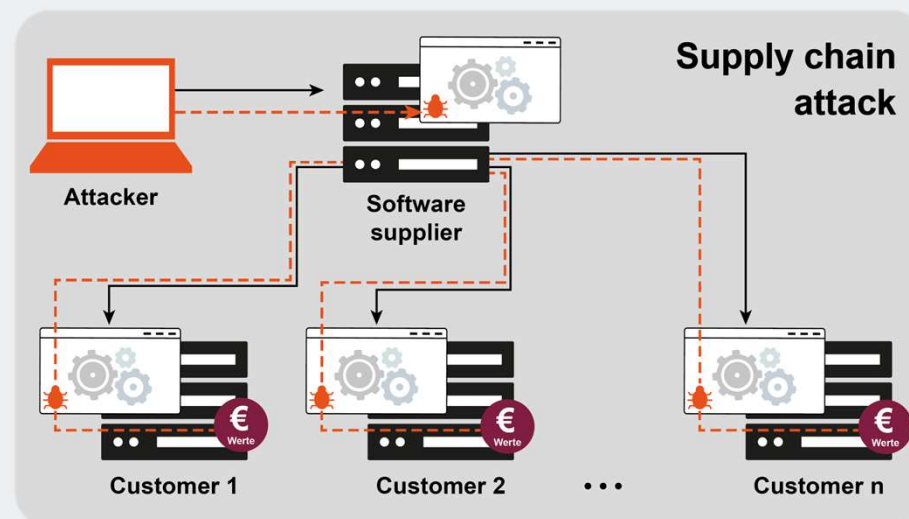 Supply chain
attack
Attacker
Software
supplier
€
Werte
€
Werte
€
Werte
Customer 1
Customer 2
...
Customer n